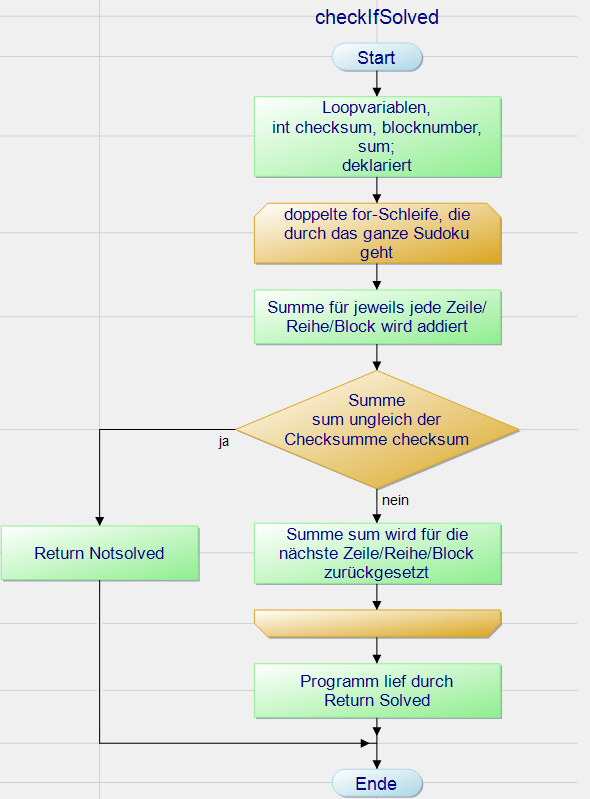 checkIfSolved
Start
Loopvariablen,
int checksum, blocknumber,
sum;
deklariert
doppelte for-Schleife, die
durch das ganze Sudoku
geht
Summe für jeweils jede Zeile/
Reihe/Block wird addiert
Summe
sum ungleich der
Checksumme checksum
ja
nein
Return Notsolved
Summe sum wird für die
nächste Zeile/Reihe/Block
zurückgesetzt
Programm lief durch
Return Solved
Ende